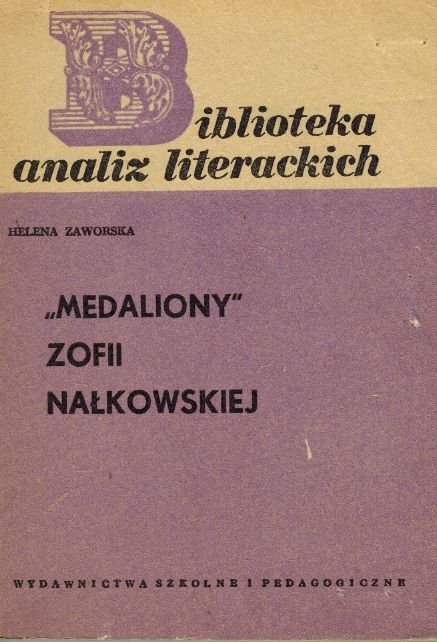 Biblioteka
analiz literackich
HELENA ZAWORSKA
„MEDALIONY”
ZOFII
NAŁKOWSKIEJ
WYDAWNICTWA SZKOLNE I PEDAGOGICZNE